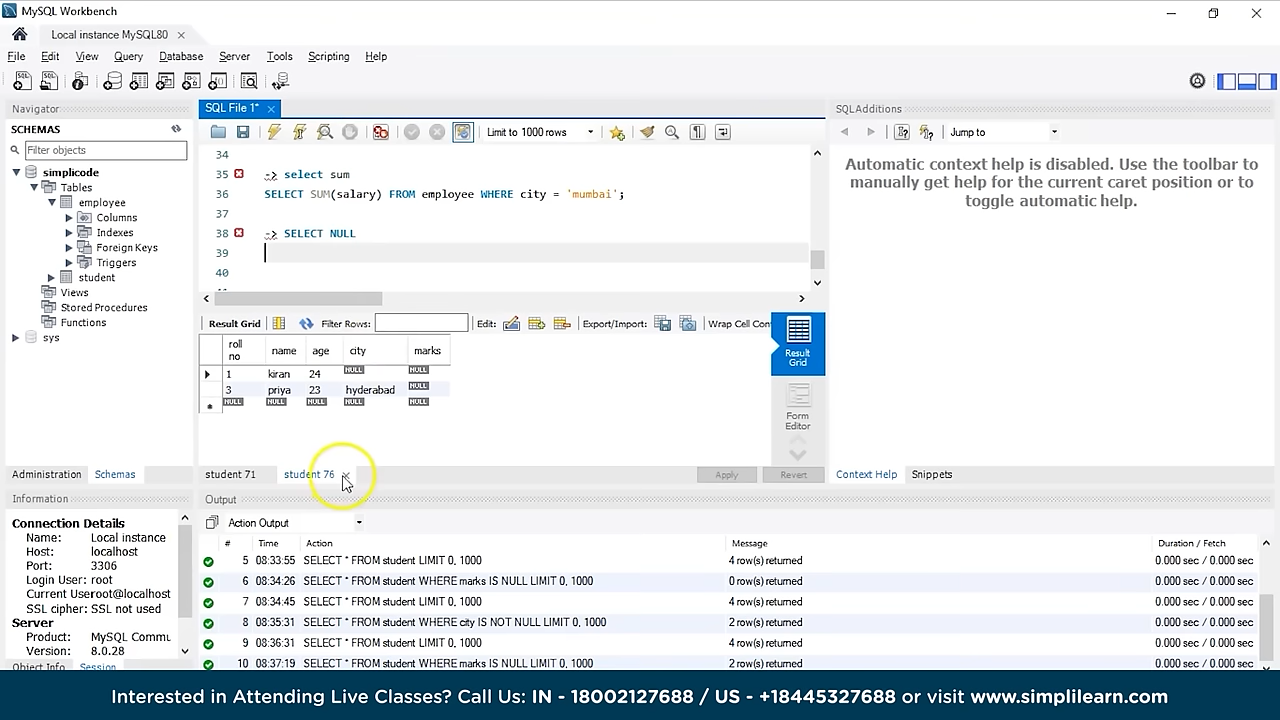 MySQL Workbench
Local instance MySQL80
File Edit View Query Database Server Tools Scripting Help
Navigator
SCHEMAS
Filter objects
simplicode
Tables
employee
Columns
Indexes
Foreign Keys
Triggers
student
Views
Stored Procedures
Functions
sys
Administration Schemas
SQL File 1*
Limit to 1000 rows
34
35 -> select sum
36 SELECT SUM(salary) FROM employee WHERE city = 'mumbai';
37
38 -> SELECT NULL
39
40
Result Grid Filter Rows: Edit: Export/Import: Wrap Cell Con
roll no name age city marks
1 kiran 24 NULL NULL
3 priya 23 hyderabad NULL
NULL NULL NULL NULL NULL
Result Grid
Form Editor
student 71 student 76
Apply Revert
SQLAdditions
Jump to
Automatic context help is disabled. Use the toolbar to
manually get help for the current caret position or to
toggle automatic help.
Context Help Snippets
Information
Connection Details
Name: Local instance
Host: localhost
Port: 3306
Login User: root
Current User root@localhost
SSL cipher: SSL not used
Server
Product: MySQL Commu
Version: 8.0.28
Object Info Session
Output
Action Output
# Time Action Message Duration / Fetch
5 08:33:55 SELECT * FROM student LIMIT 0, 1000 4 row(s) returned 0.000 sec / 0.000 sec
6 08:34:26 SELECT * FROM student WHERE marks IS NULL LIMIT 0, 1000 0 row(s) returned 0.000 sec / 0.000 sec
7 08:34:45 SELECT * FROM student LIMIT 0, 1000 4 row(s) returned 0.000 sec / 0.000 sec
8 08:35:31 SELECT * FROM student WHERE city IS NOT NULL LIMIT 0, 1000 2 row(s) returned 0.000 sec / 0.000 sec
9 08:36:31 SELECT * FROM student LIMIT 0, 1000 4 row(s) returned 0.000 sec / 0.000 sec
10 08:37:19 SELECT * FROM student WHERE marks IS NULL LIMIT 0, 1000 2 row(s) returned 0.000 sec / 0.000 sec
Interested in Attending Live Classes? Call Us: IN - 18002127688 / US - +18445327688 or visit www.simplilearn.com